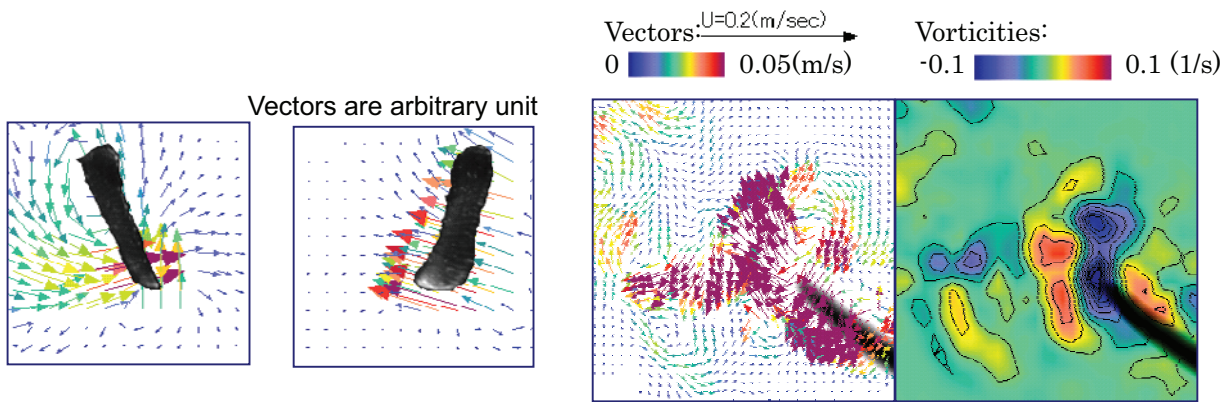 Vectors are arbitrary unit
Vectors: U=0.2(m/sec)
0 0.05(m/s)
Vorticities:
-0.1 0.1 (1/s)